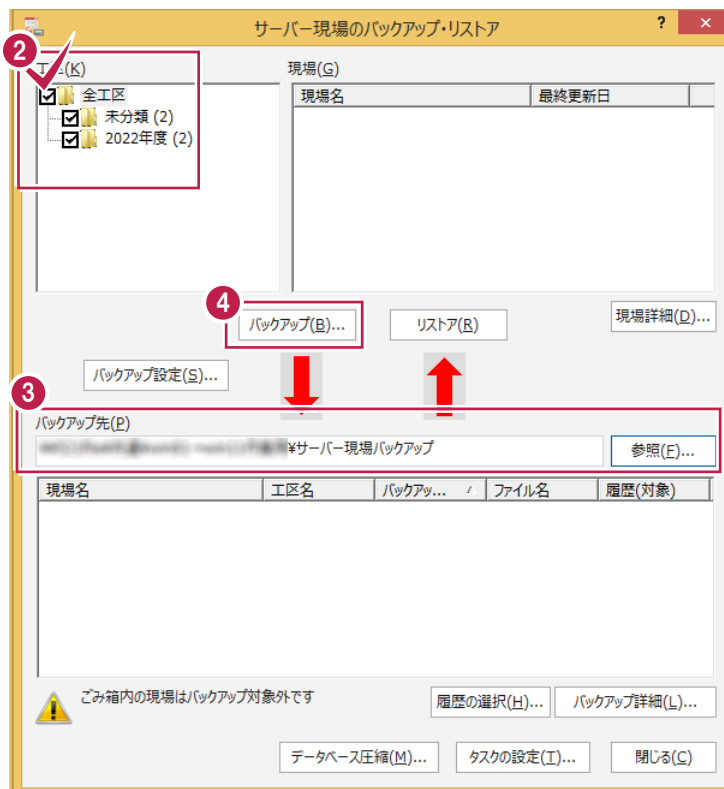 サーバー現場のバックアップ・リストア
?
×
2
(K)
現場(G)
全工区
未分類 (2)
2022年度 (2)
現場名
最終更新日
4
バックアップ(B)...
リストア(R)
現場詳細(D)...
バックアップ設定(S)...
3
バックアップ先(P)
¥サーバー現場バックアップ
参照(F)...
現場名
工区名
バックアッ...
ファイル名
履歴(対象)
ごみ箱内の現場はバックアップ対象外です
履歴の選択(H)...
バックアップ詳細(L)...
データベース圧縮(M)...
タスクの設定(T)...
閉じる(C)